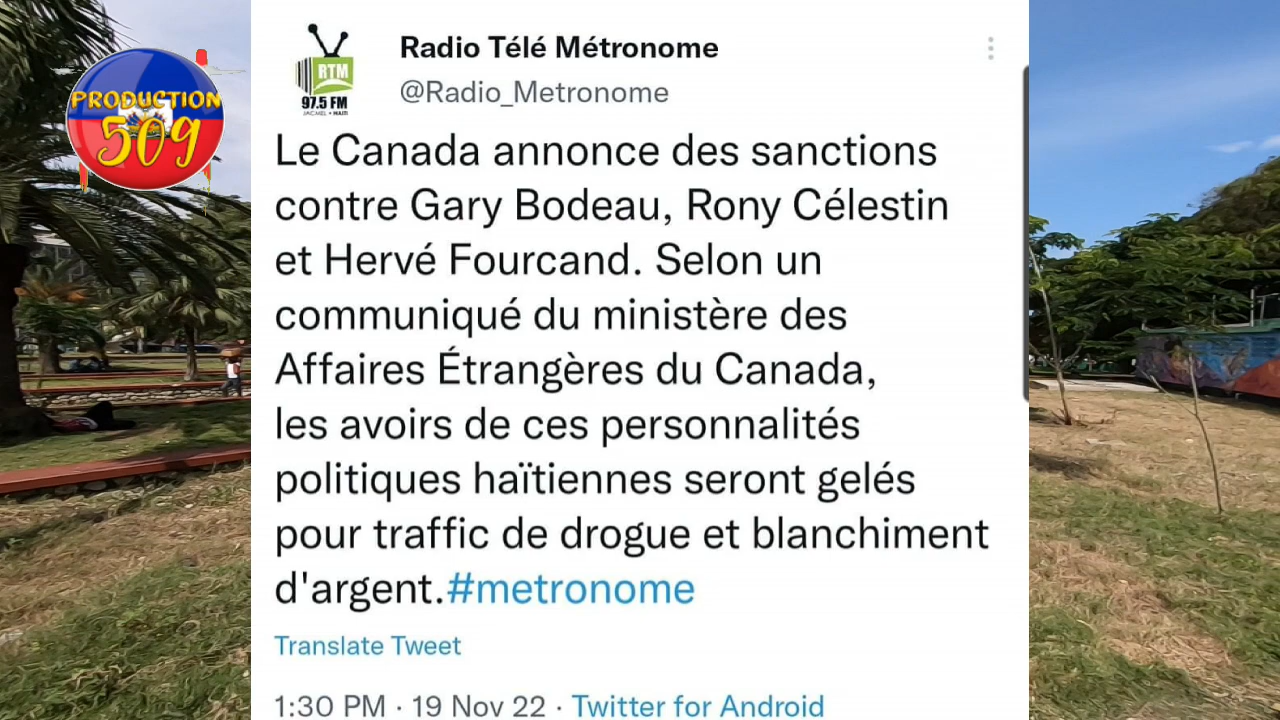 PRODUCTION
509
RTM
97.5 FM
JACMEL • HAITI
Radio Télé Métronome
@Radio_Metronome
Le Canada annonce des sanctions
contre Gary Bodeau, Rony Célestin
et Hervé Fourcand. Selon un
communiqué du ministère des
Affaires Étrangères du Canada,
les avoirs de ces personnalités
politiques haïtiennes seront gelés
pour traffic de drogue et blanchiment
d'argent.#metronome
Translate Tweet
1:30 PM · 19 Nov 22 · Twitter for Android